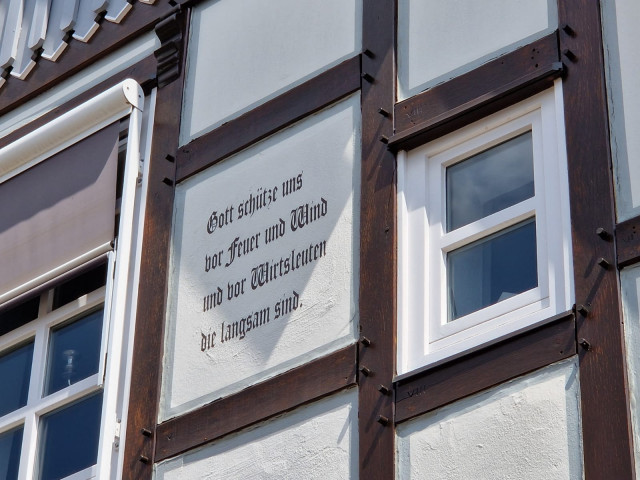 Gott schütze uns
vor Feuer und Wind
und vor Wirtsleuten
die langsam sind.